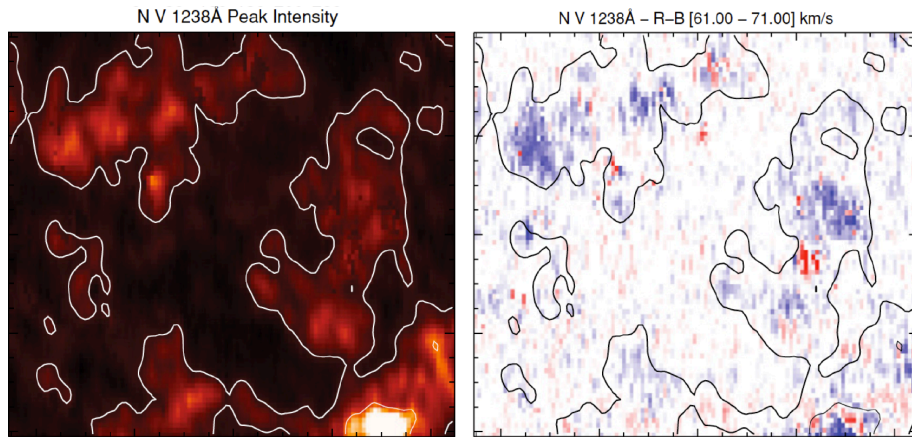 N V 1238Å Peak Intensity
N V 1238Å - R-B [61.00 - 71.00] km/s